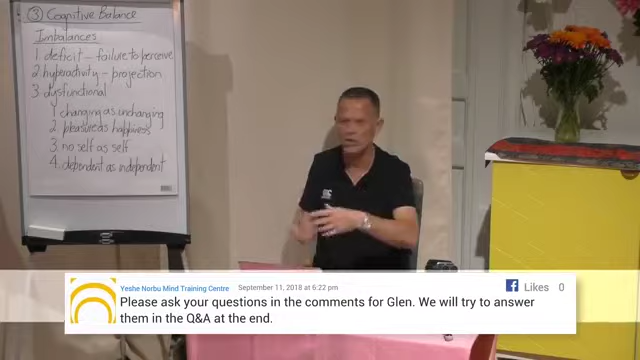 ③ Cognitive Balance
Imbalances
1 deficit – failure to perceive
2 hyperactivity – projection
3 dysfunctional
1 changing as unchanging
2. pleasure as happiness
3. no self as self
4. dependent as independent
Yeshe Norbu Mind Training Centre September 11, 2018 at 6:22 pm
Likes 0
Please ask your questions in the comments for Glen. We will try to answer
them in the Q&A at the end.